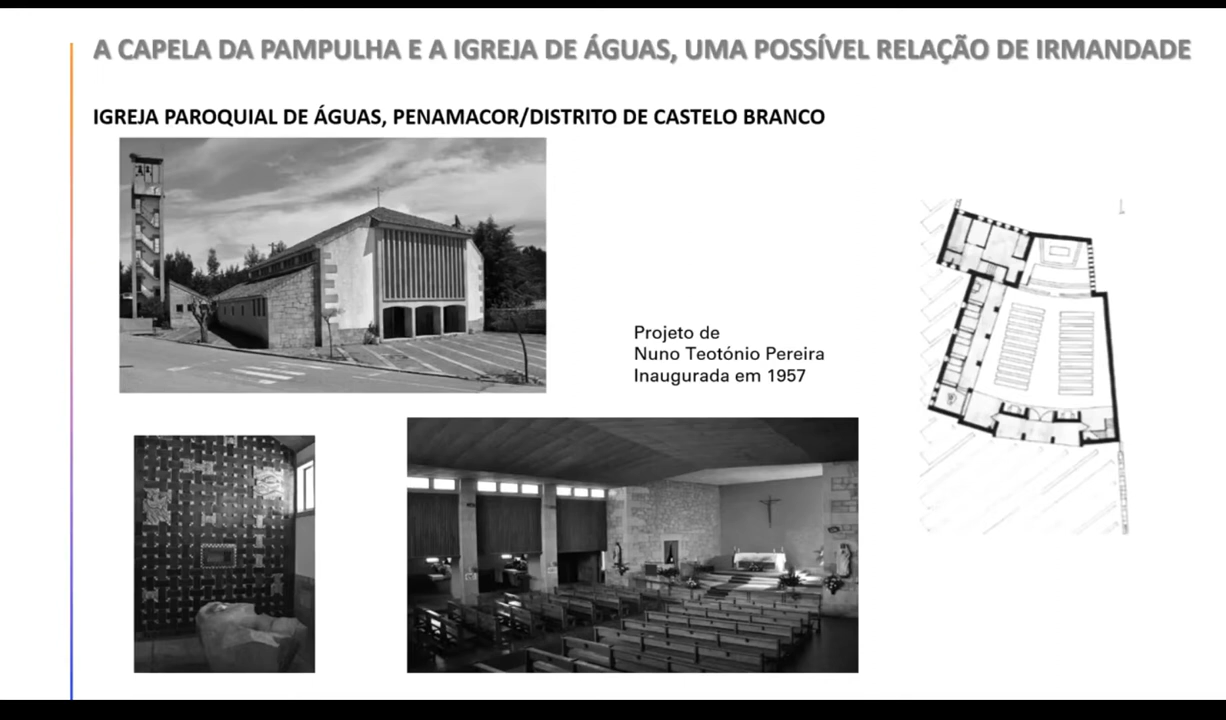 A CAPELA DA PAMPULHA E A IGREJA DE ÁGUAS, UMA POSSÍVEL RELAÇÃO DE IRMANDADE
IGREJA PAROQUIAL DE ÁGUAS, PENAMACOR/DISTRITO DE CASTELO BRANCO
Projeto de
Nuno Teotónio Pereira
Inaugurada em 1957